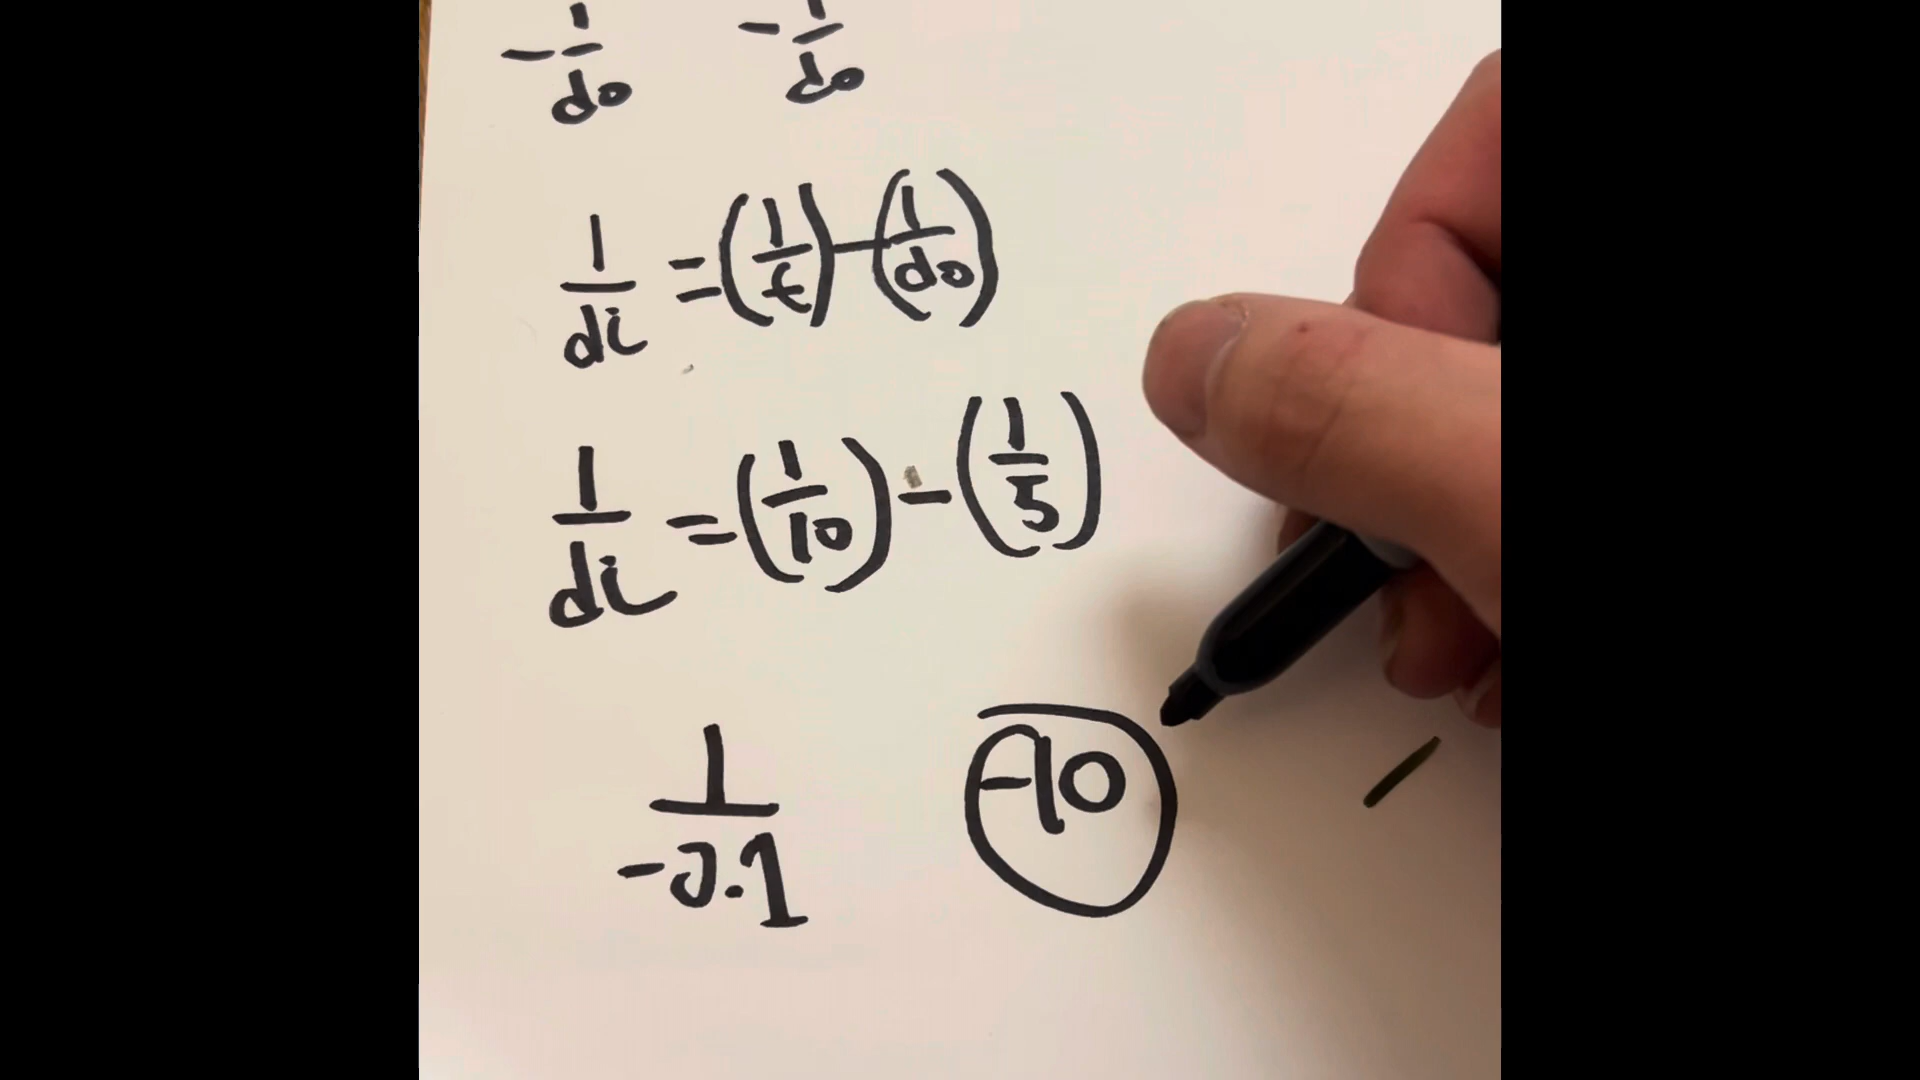 -1/do -1/do
1/di = (1/f) - (1/do)
1/di = (1/10) - (1/5)
1/-0.1 -10